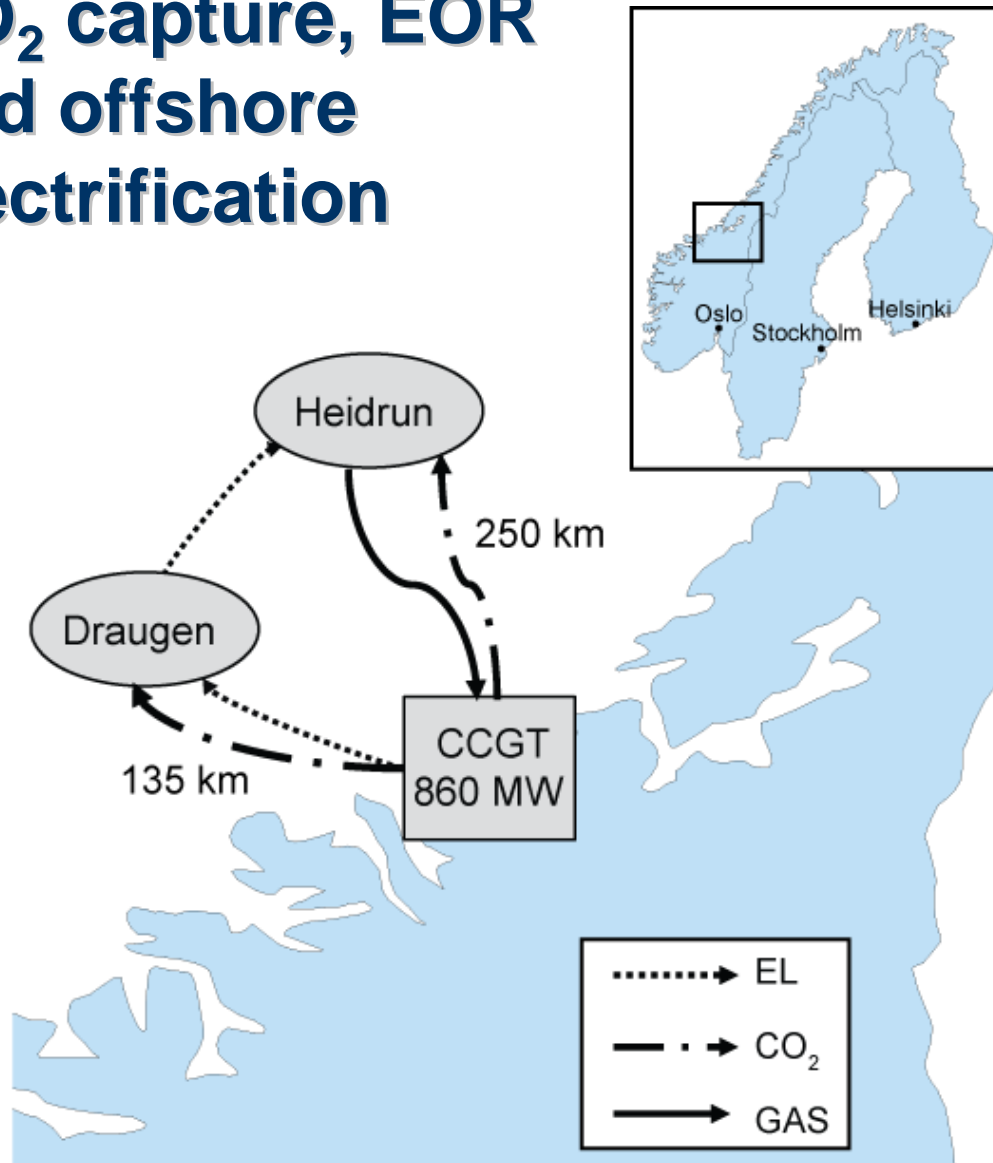 O₂ capture, EOR
d offshore
ectrification
Oslo
Stockholm
Helsinki
Heidrun
250 km
Draugen
135 km
CCGT
860 MW
EL
CO₂
GAS